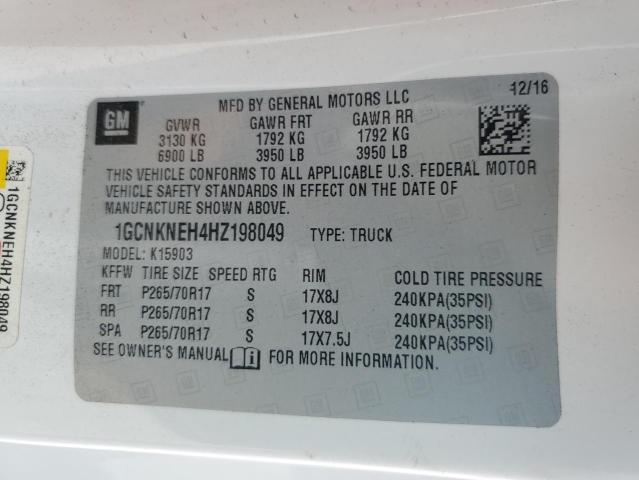 GM
MFD BY GENERAL MOTORS LLC
12/16
GVWR GAWR FRT GAWR RR
3130 KG 1792 KG 1792 KG
6900 LB 3950 LB 3950 LB
THIS VEHICLE CONFORMS TO ALL APPLICABLE U.S. FEDERAL MOTOR
VEHICLE SAFETY STANDARDS IN EFFECT ON THE DATE OF
MANUFACTURE SHOWN ABOVE.
1GCNKNEH4HZ198049 TYPE: TRUCK
MODEL: K15903
KFFW TIRE SIZE SPEED RTG RIM COLD TIRE PRESSURE
FRT P265/70R17 S 17X8J 240KPA(35PSI)
RR P265/70R17 S 17X8J 240KPA(35PSI)
SPA P265/70R17 S 17X7.5J 240KPA(35PSI)
SEE OWNER'S MANUAL FOR MORE INFORMATION.
1GCNKNEH4HZ198049